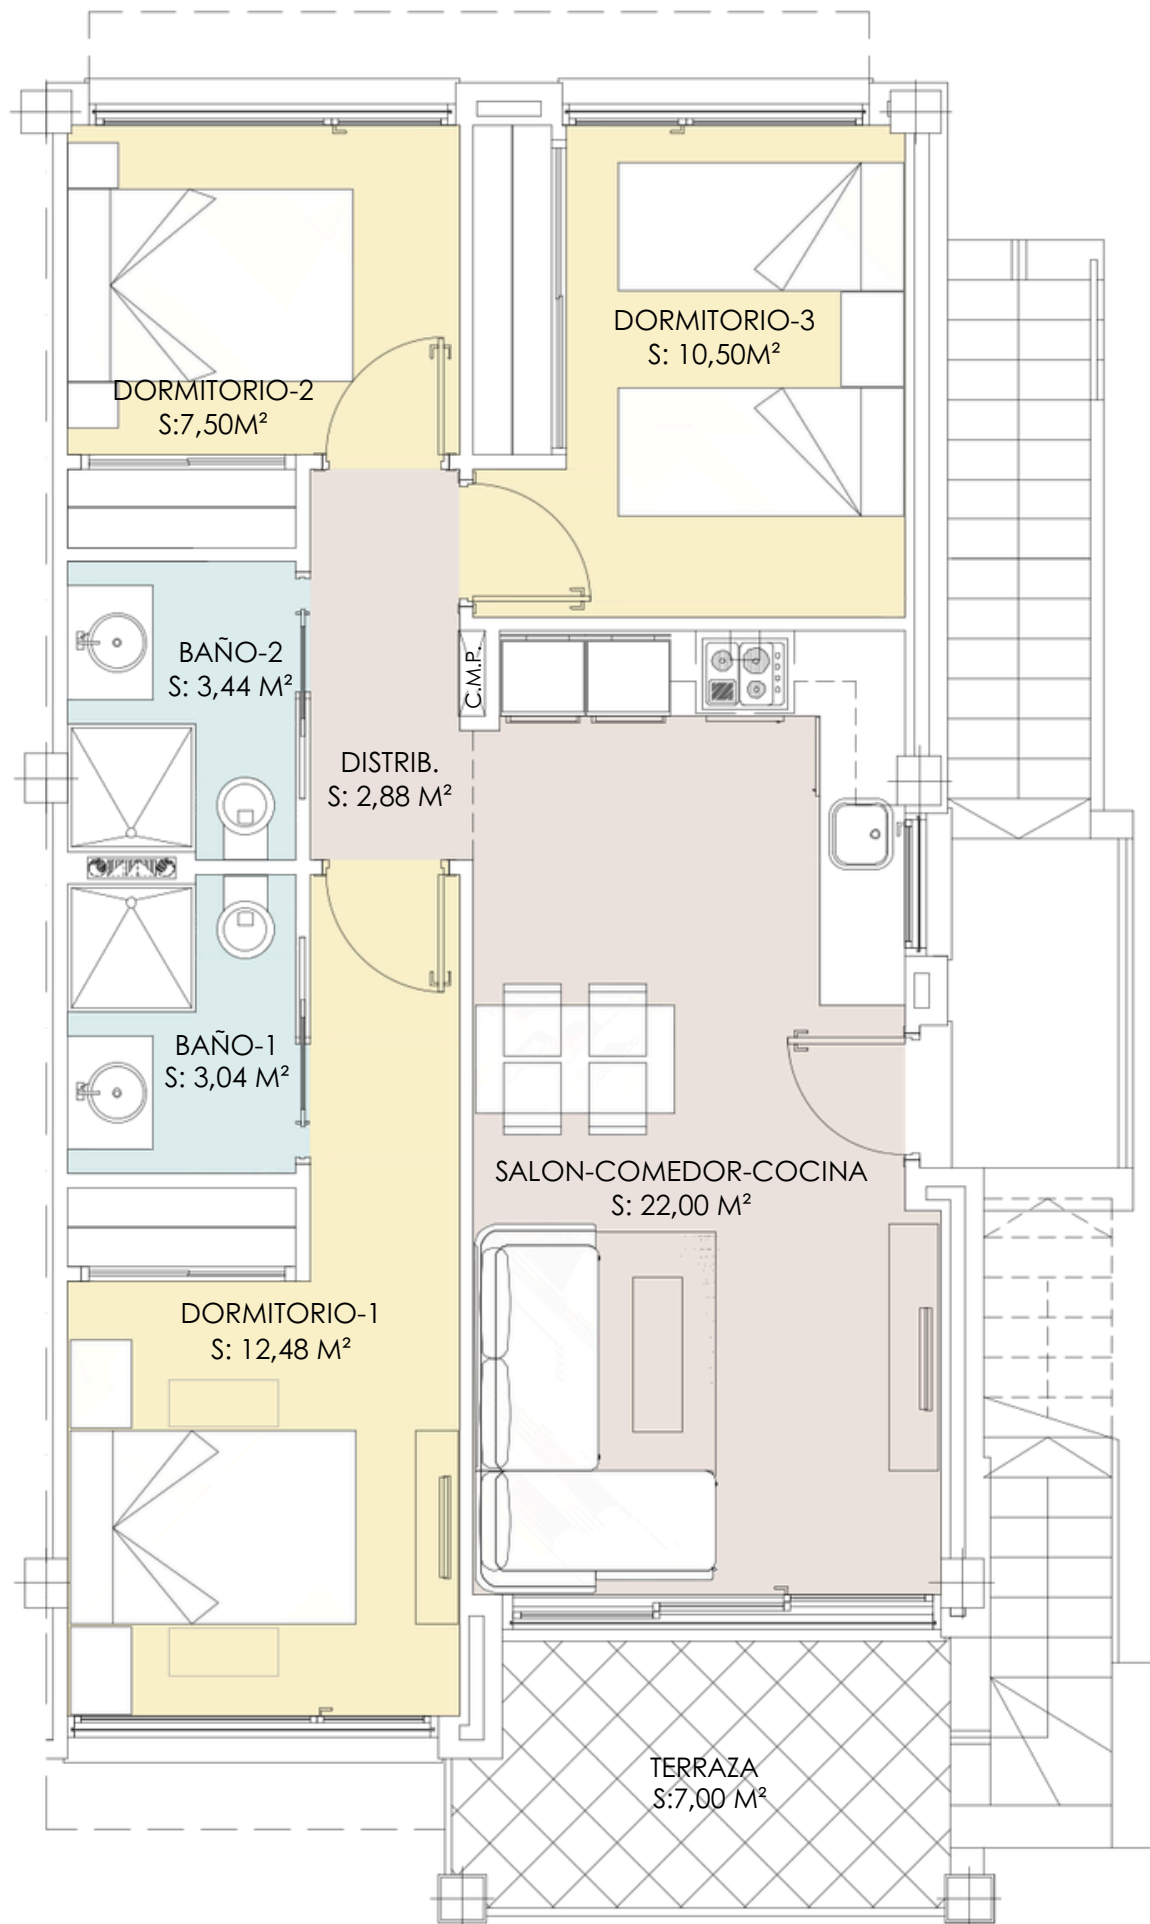 DORMITORIO-3
S: 10,50M²
DORMITORIO-2
S:7,50M²
BAÑO-2
S: 3,44 M²
C.M.P.
DISTRIB.
S: 2,88 M²
BAÑO-1
S: 3,04 M²
SALON-COMEDOR-COCINA
S: 22,00 M²
DORMITORIO-1
S: 12,48 M²
TERRAZA
S:7,00 M²